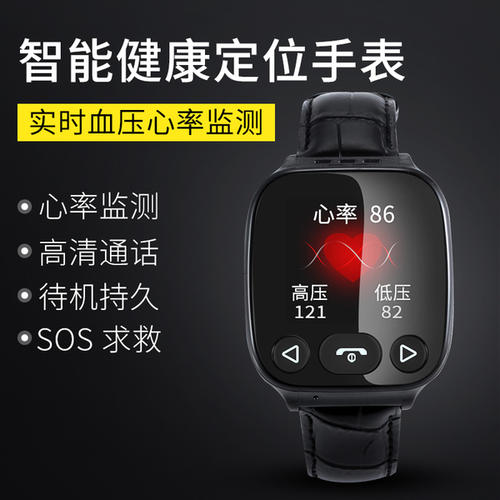 智能健康定位手表
实时血压心率监测
心率监测
高清通话
待机持久
SOS 求救
心率 86
高压 低压
121 82